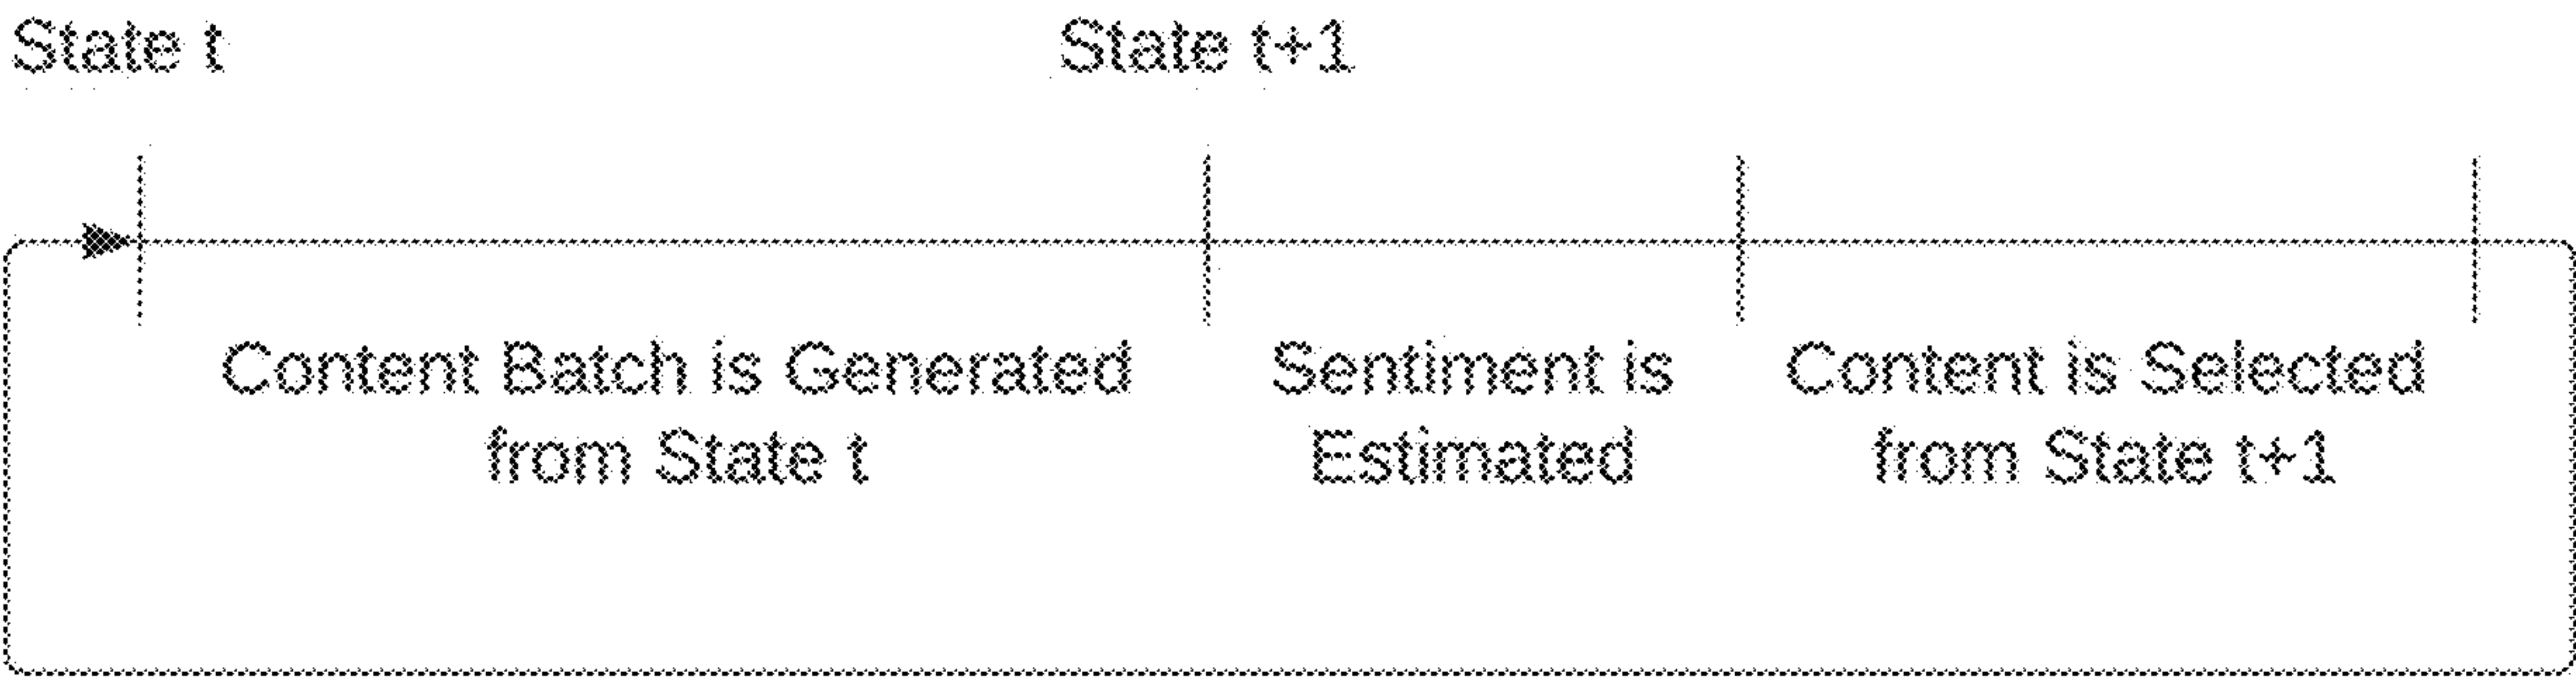 State t
State t+1
Content Batch is Generated
from State t
Sentiment is
Estimated
Content is Selected
from State t+1